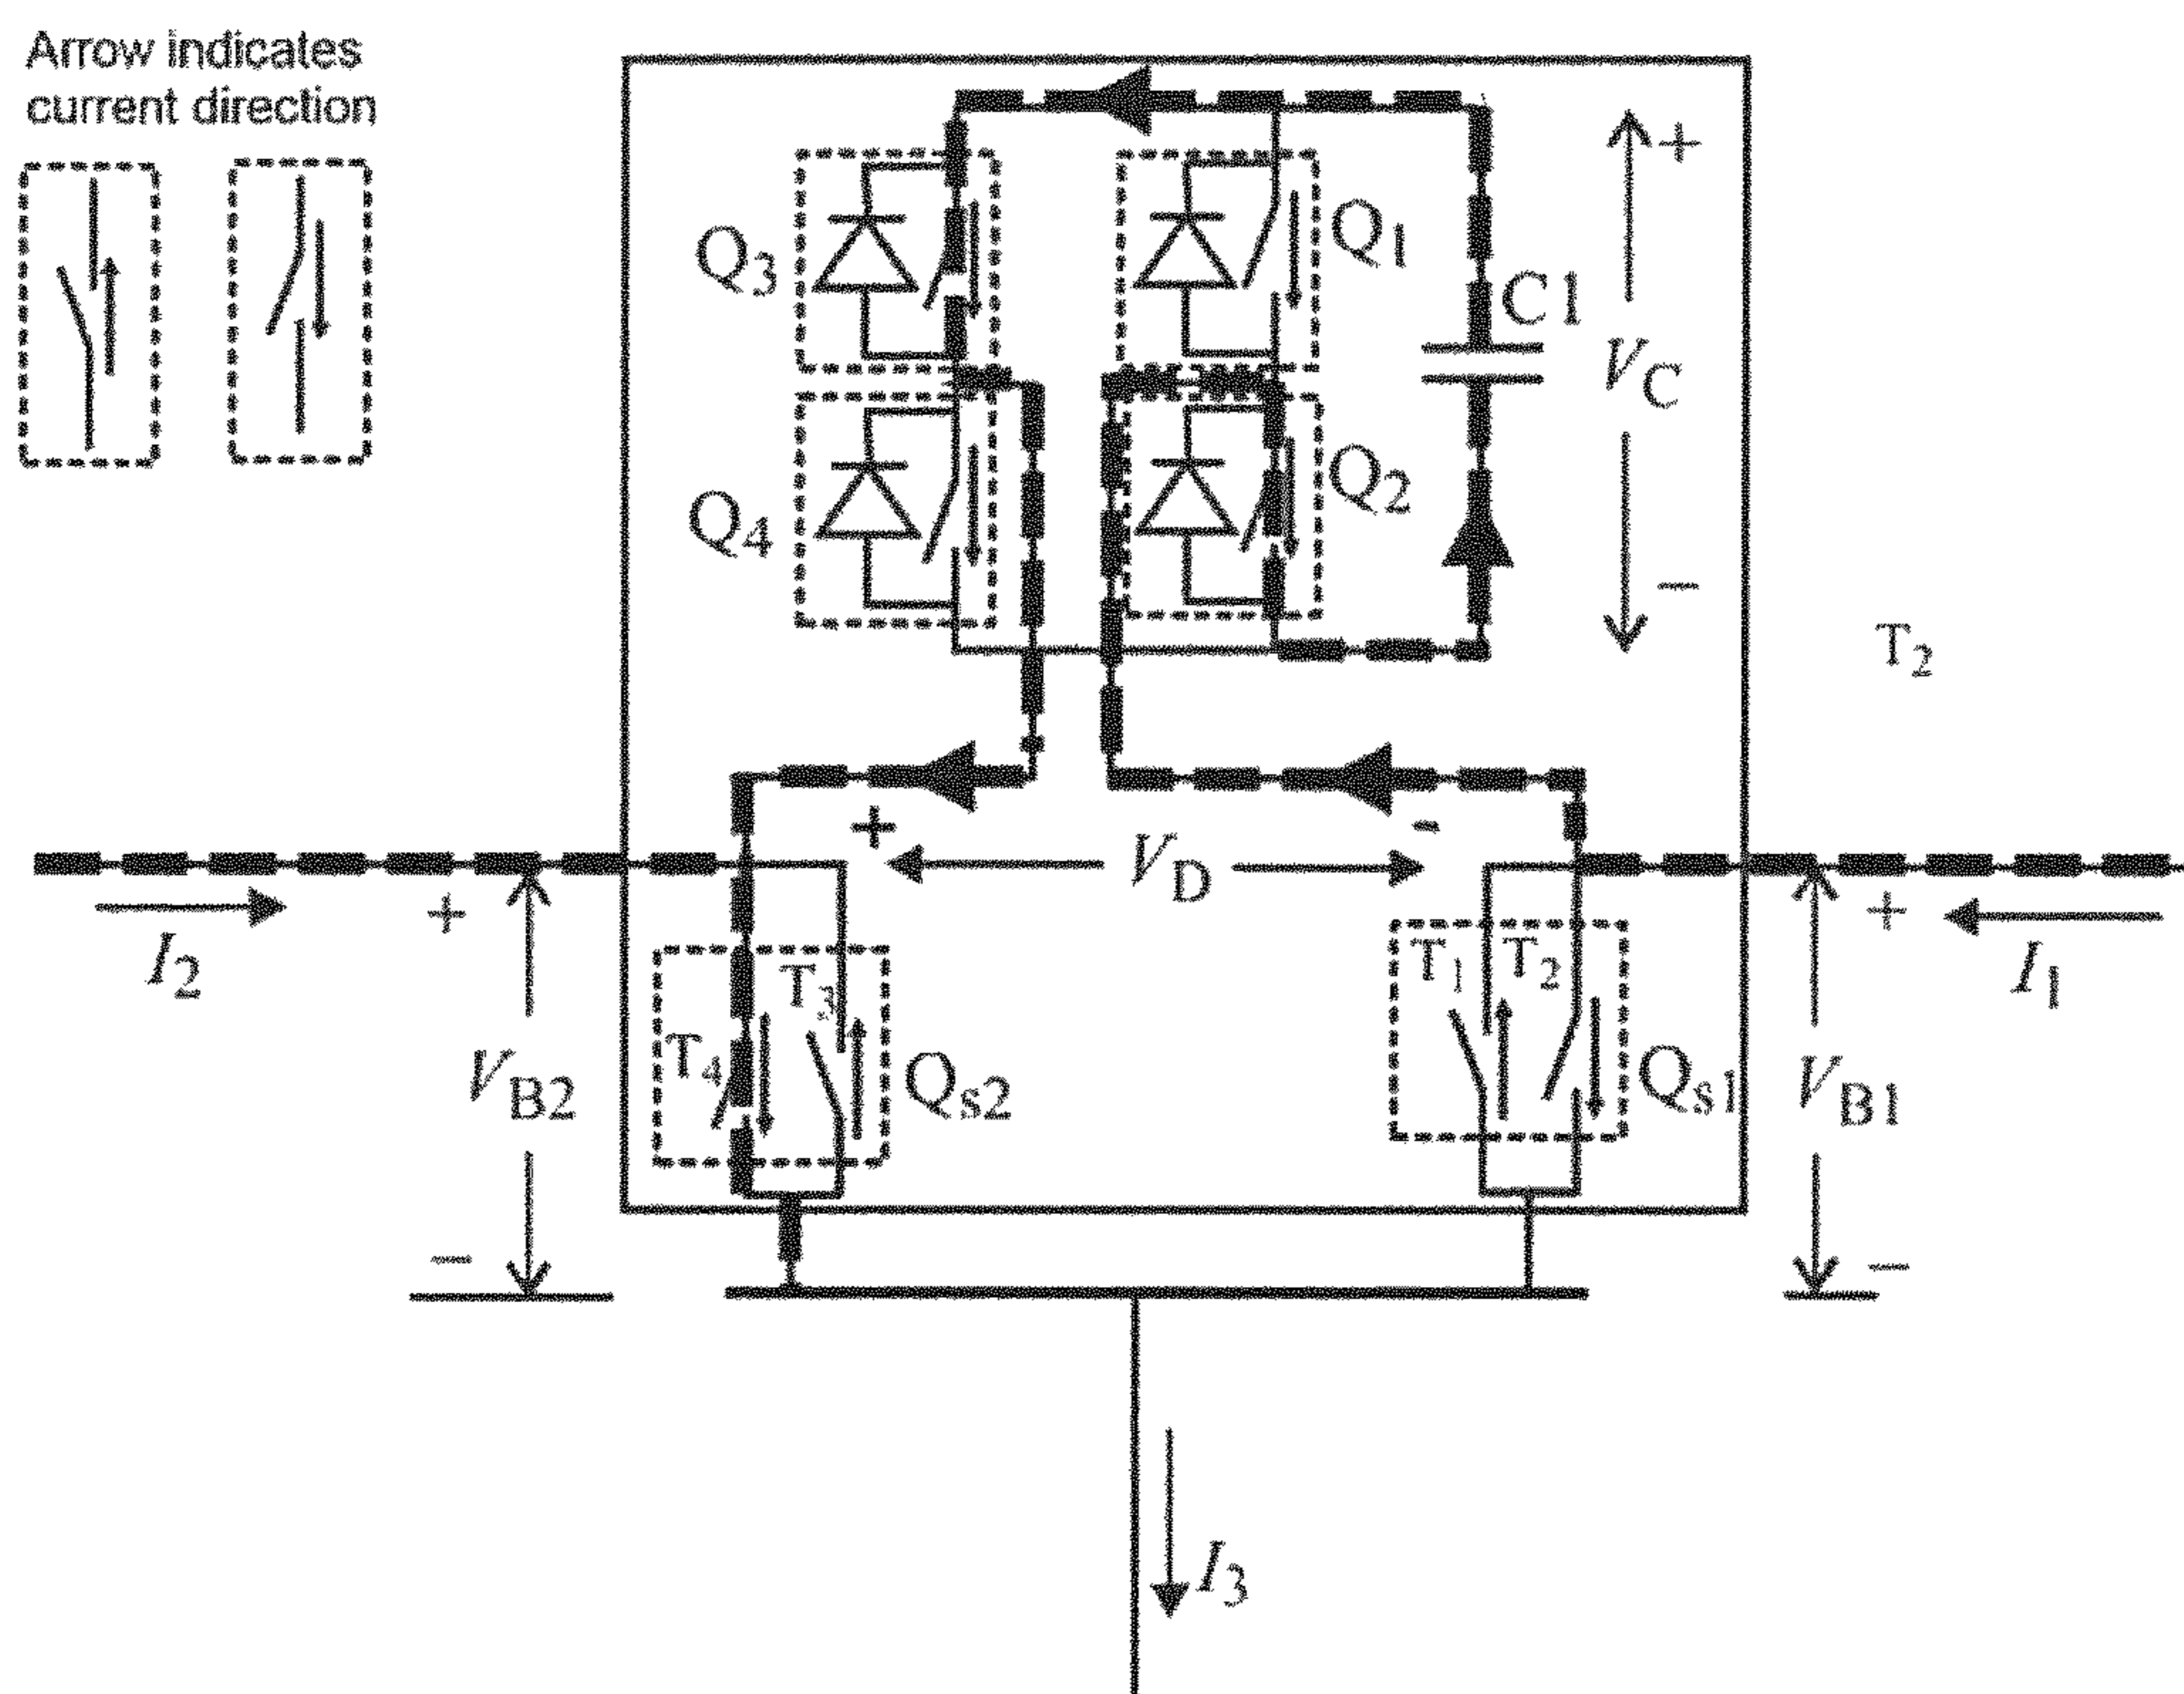 Arrow indicates
current direction
Q3
Q1
C1
VC
+
−
Q4
Q2
T2
+
VD
-
I2
+
VB2
−
T4
T3
Qs2
T1
T2
Qs1
VB1
+
−
I1
I3